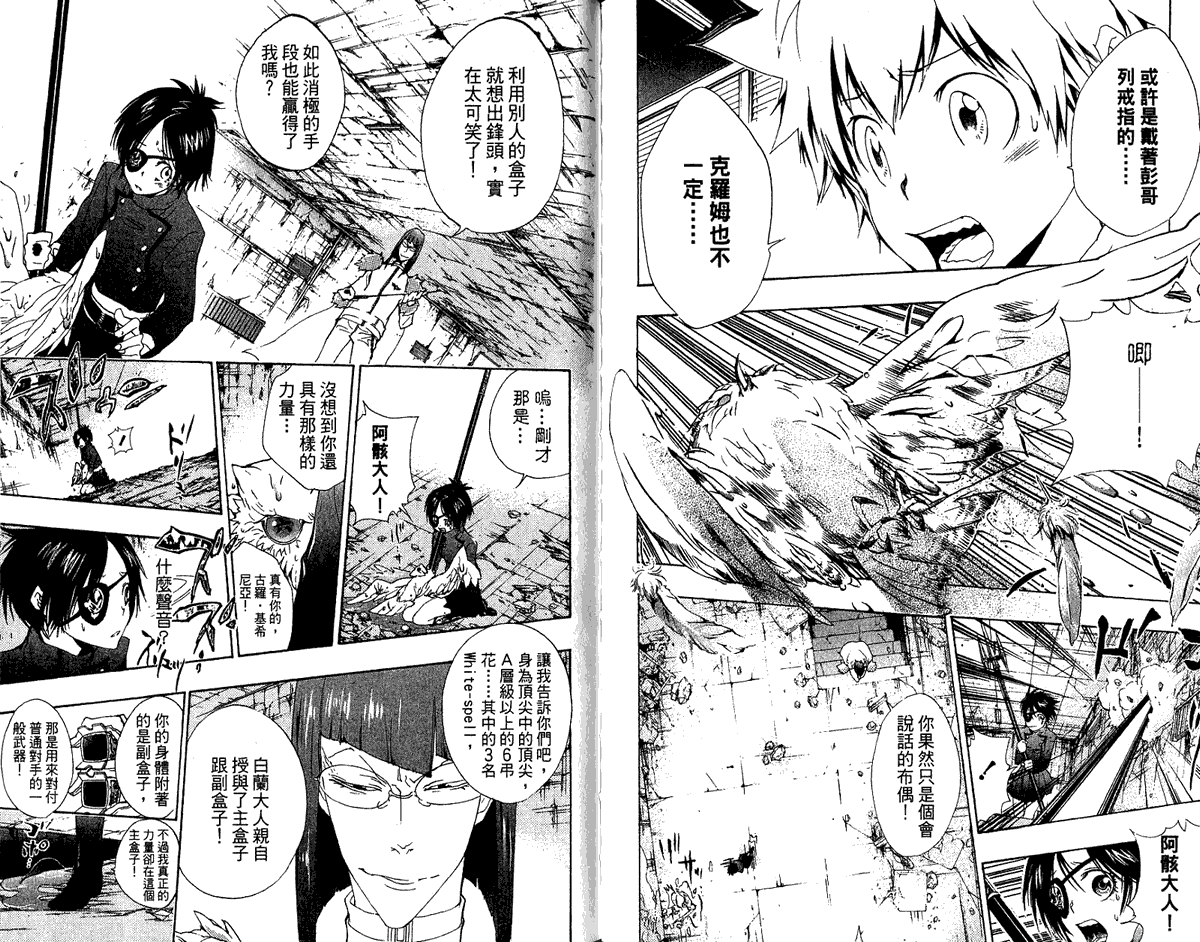 或許是戴著彭哥
列戒指的……
克羅姆也不
一定……
唧——！
ド
你果然只是個會
說話的布偶！
阿骸大人！
利用別人的盒子
就想出鋒頭，實
在太可笑了！
如此消極的手
段也能贏得了
我嗎？
嗚…剛才
那是…
阿骸大人！
沒想到你還
具有那樣的
力量…
真有你的，
古羅．基希
尼亞！
！
ド
什麼聲音？
讓我告訴你們吧，
身為頂尖中的頂尖
A層級以上的6弔
花……其中的3名
White-spell，
白蘭大人親自
授與了主盒子
跟副盒子！
你的身體附著
的是副盒子，
那是用來對付
普通對手的一
般武器！
不過我真正的
力量卻在這個
主盒子！